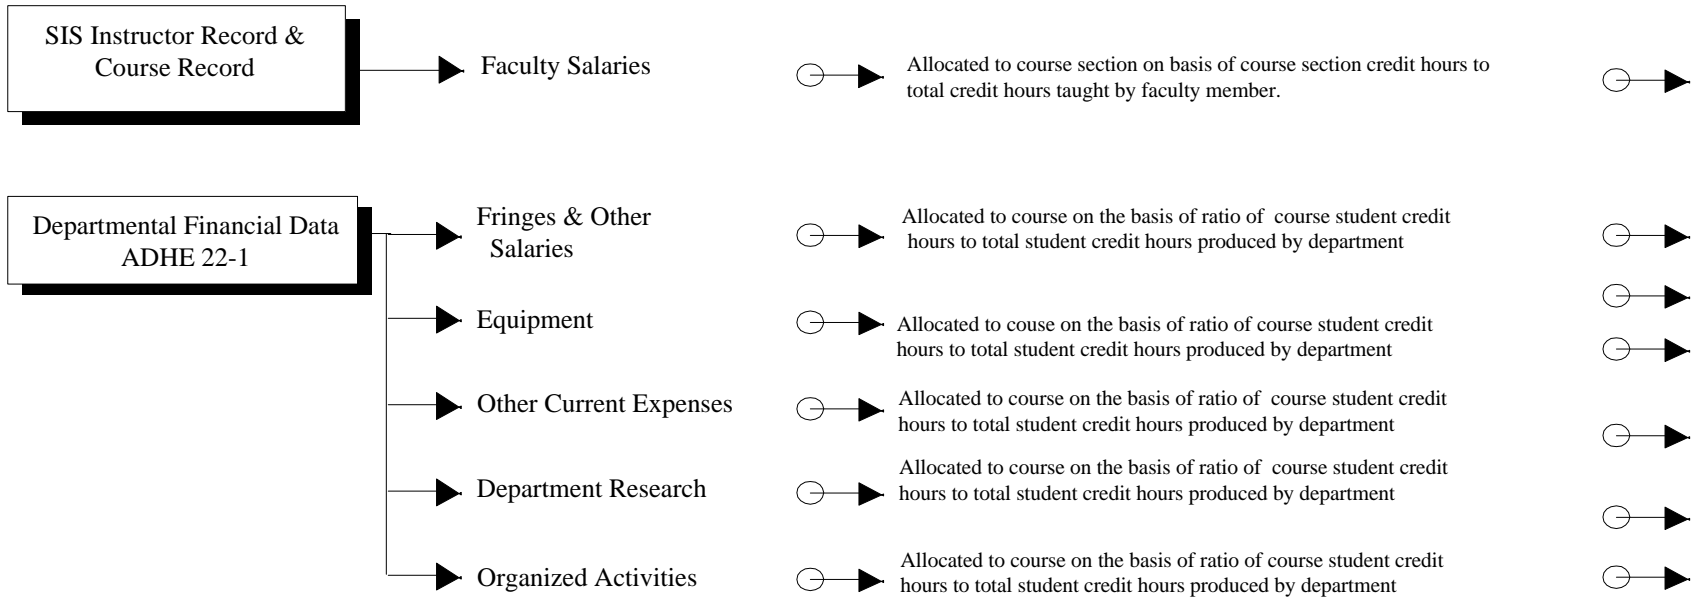 SIS Instructor Record &
Course Record
Faculty Salaries
Allocated to course section on basis of course section credit hours to
total credit hours taught by faculty member.
Departmental Financial Data
ADHE 22-1
Fringes & Other
Salaries
Allocated to course on the basis of ratio of  course student credit
hours to total student credit hours produced by department
Equipment
Allocated to couse on the basis of ratio of course student credit
hours to total student credit hours produced by department
Other Current Expenses
Allocated to course on the basis of ratio of  course student credit
hours to total student credit hours produced by department
Department Research
Allocated to course on the basis of ratio of  course student credit
hours to total student credit hours produced by department
Organized Activities
Allocated to course on the basis of ratio of course student credit
hours to total student credit hours produced by department